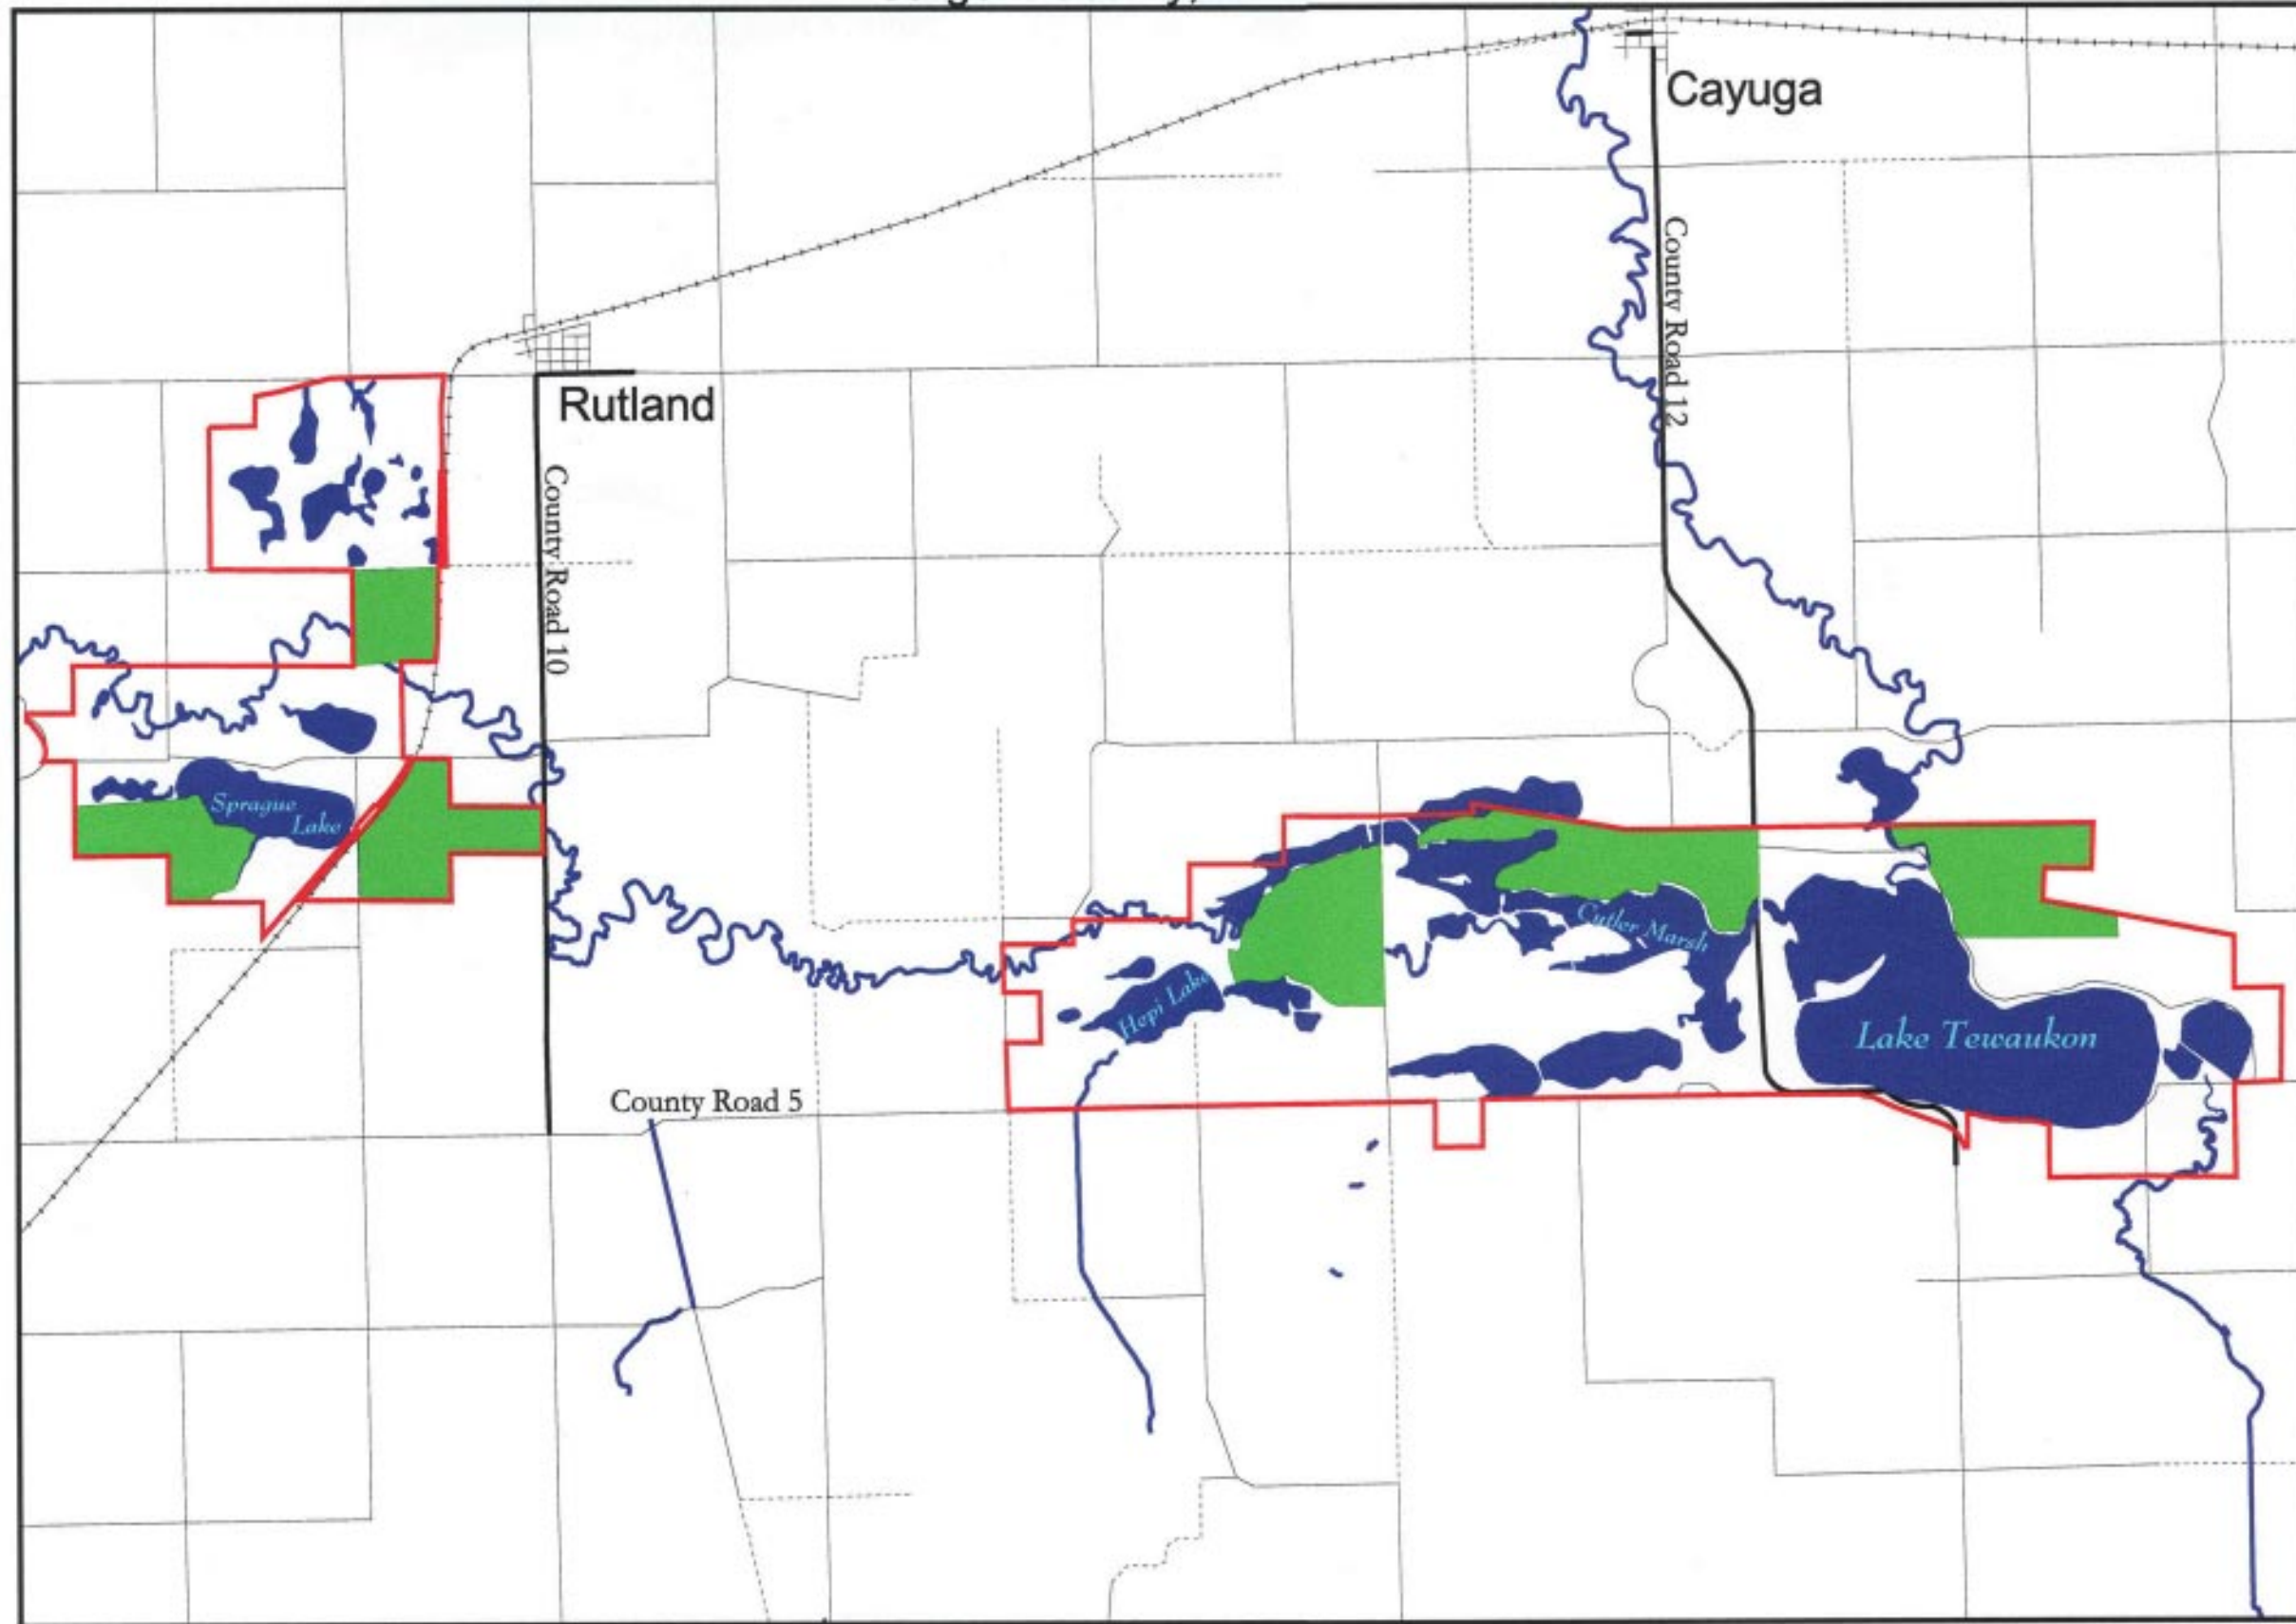 Cayuga
County Road 12
Rutland
County Road 10
Sprague
Lake
Cutler Marsh
Hepi Lake
Lake Tewaukon
County Road 5